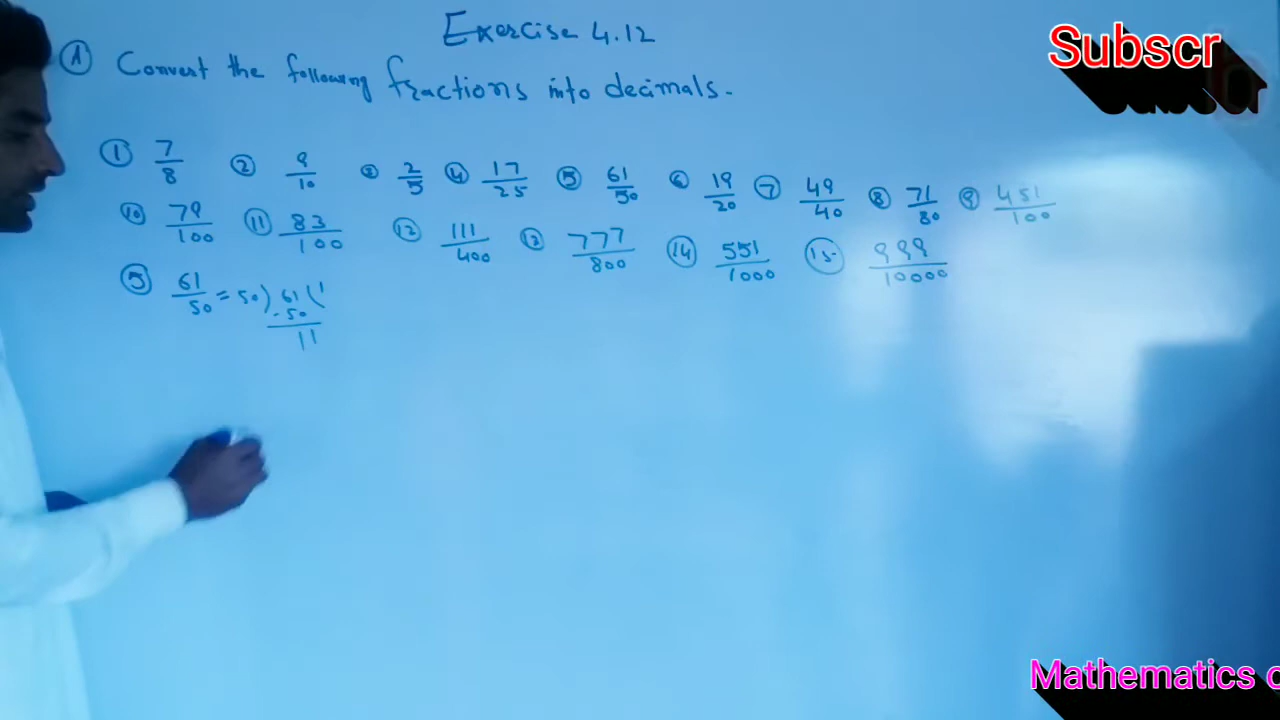 Exercise 4.12
Subscr
(A) Convert the following fractions into decimals.
(1) 7/8 (2) 9/10 (3) 2/5 (4) 17/25 (5) 61/50 (6) 19/20 (7) 49/40 (8) 71/80 (9) 451/100
(10) 79/100 (11) 83/100 (12) 111/400 (13) 777/800 (14) 551/1000 (15) 999/10000
(5) 61/50 = 50) 61 (1
-50
11
Mathematics